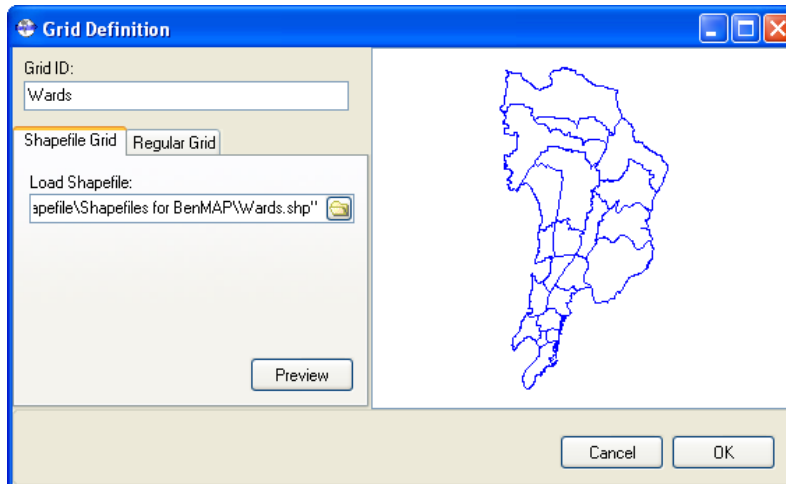 Grid Definition
Grid ID:
Wards
Shapefile Grid
Regular Grid
Load Shapefile:
apefile\Shapefiles for BenMAP\Wards.shp"
Preview
Cancel
OK